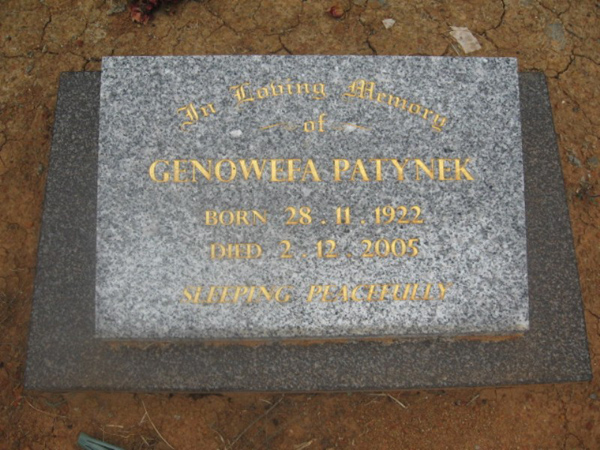 In Loving Memory
of
GENOWEFA PATYNEK
BORN 28.11.1922
DIED 2.12.2005
SLEEPING PEACEFULLY